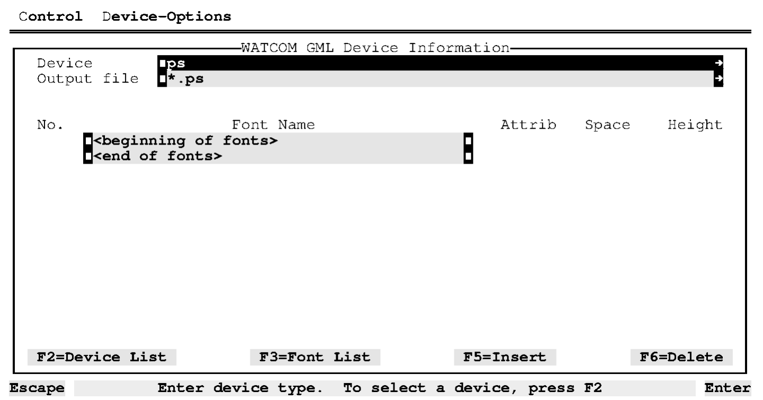 Control Device-Options
WATCOM GML Device Information
Device ps
Output file *.ps
No. Font Name Attrib Space Height
<beginning of fonts>
<end of fonts>
F2=Device List F3=Font List F5=Insert F6=Delete
Escape Enter device type. To select a device, press F2 Enter